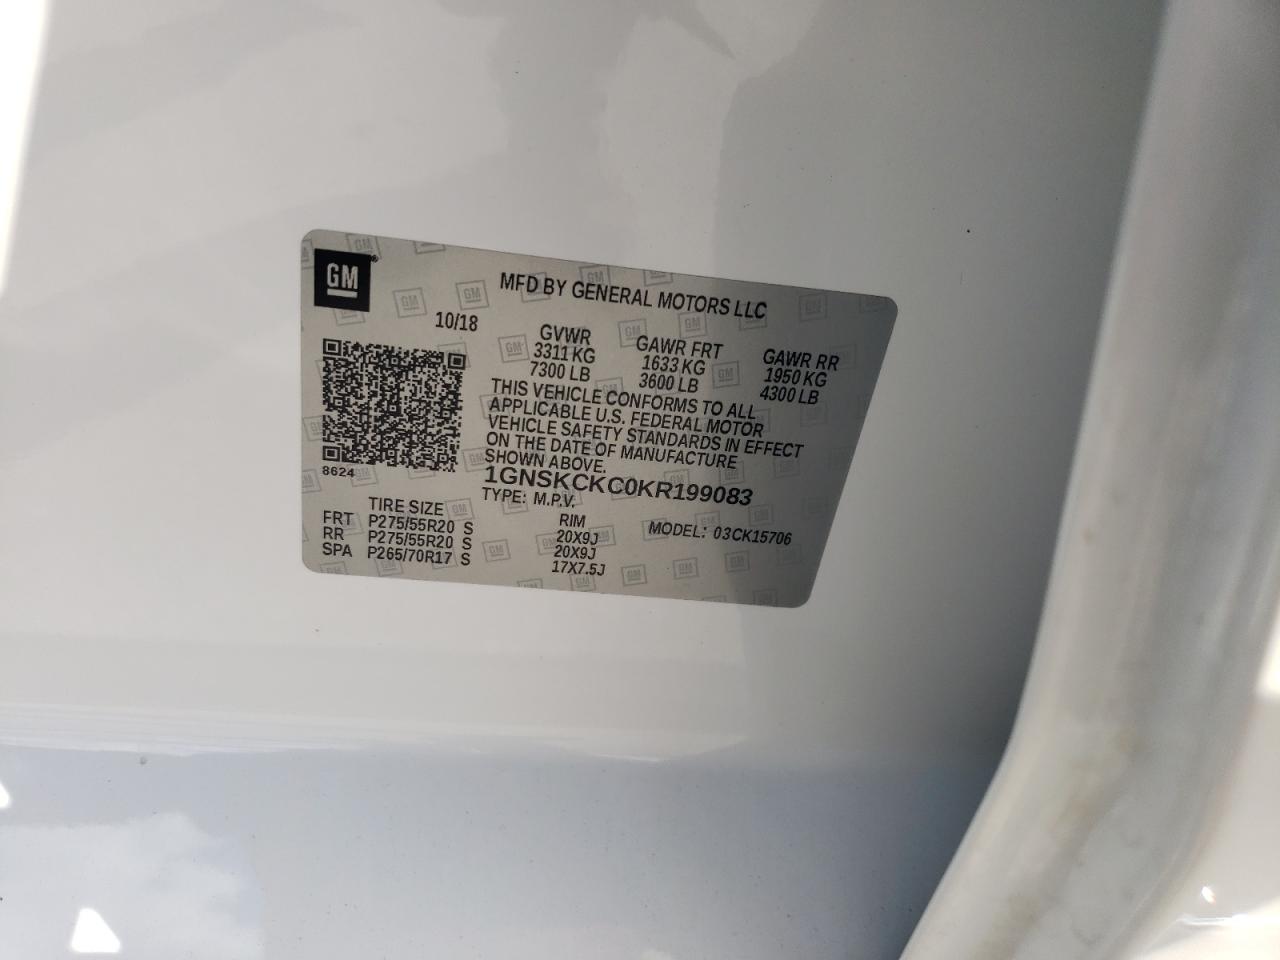 GM ®
MFD BY GENERAL MOTORS LLC
10/18
GVWR GAWR FRT GAWR RR
3311 KG 1633 KG 1950 KG
7300 LB 3600 LB 4300 LB
THIS VEHICLE CONFORMS TO ALL
APPLICABLE U.S. FEDERAL MOTOR
VEHICLE SAFETY STANDARDS IN EFFECT
ON THE DATE OF MANUFACTURE
SHOWN ABOVE.
8624
1GNSKCKC0KR199083
TYPE: M.P.V.
MODEL: 03CK15706
TIRE SIZE RIM
FRT P275/55R20 S 20X9J
RR P275/55R20 S 20X9J
SPA P265/70R17 S 17X7.5J